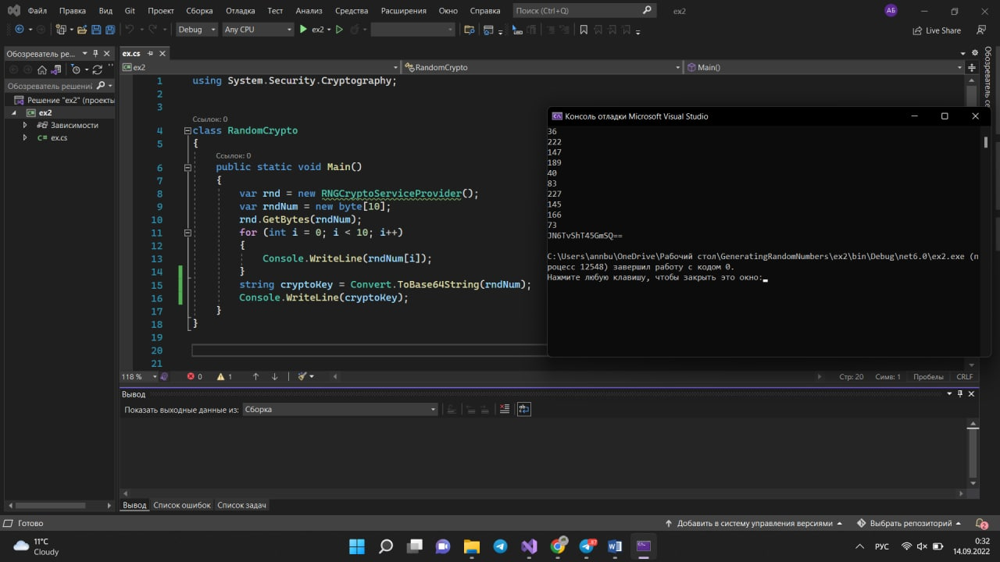 Файл Правка Вид Git Проект Сборка Отладка Тест Анализ Средства Расширения Окно Справка Поиск (Ctrl+Q) ex2 АБ
Debug Any CPU ex2 Live Share
Обозреватель ре...
Обозреватель решений
Решение "ex2" (проекты
ex2
Зависимости
C# ex.cs
ex.cs
ex2 RandomCrypto Main()
1 using System.Security.Cryptography;
2
3
Ссылок: 0
4 class RandomCrypto
5 {
Ссылок: 0
6 public static void Main()
7 {
8 var rnd = new RNGCryptoServiceProvider();
9 var rndNum = new byte[10];
10 rnd.GetBytes(rndNum);
11 for (int i = 0; i < 10; i++)
12 {
13 Console.WriteLine(rndNum[i]);
14 }
15 string cryptoKey = Convert.ToBase64String(rndNum);
16 Console.WriteLine(cryptoKey);
17 }
18 }
19
20
21
Консоль отладки Microsoft Visual Studio
36
222
147
189
40
83
227
145
166
73
JN6TvShT45GmSQ==
C:\Users\annbu\OneDrive\Рабочий стол\GeneratingRandomNumbers\ex2\bin\Debug\net6.0\ex2.exe (п
роцесс 12548) завершил работу с кодом 0.
Нажмите любую клавишу, чтобы закрыть это окно:
118 % 0 1 Стр: 20 Симв: 1 Пробелы CRLF
Вывод
Показать выходные данные из: Сборка
Вывод Список ошибок Список задач
Готово Добавить в систему управления версиями Выбрать репозиторий 2
11°C
Cloudy
87
РУС
0:32
14.09.2022